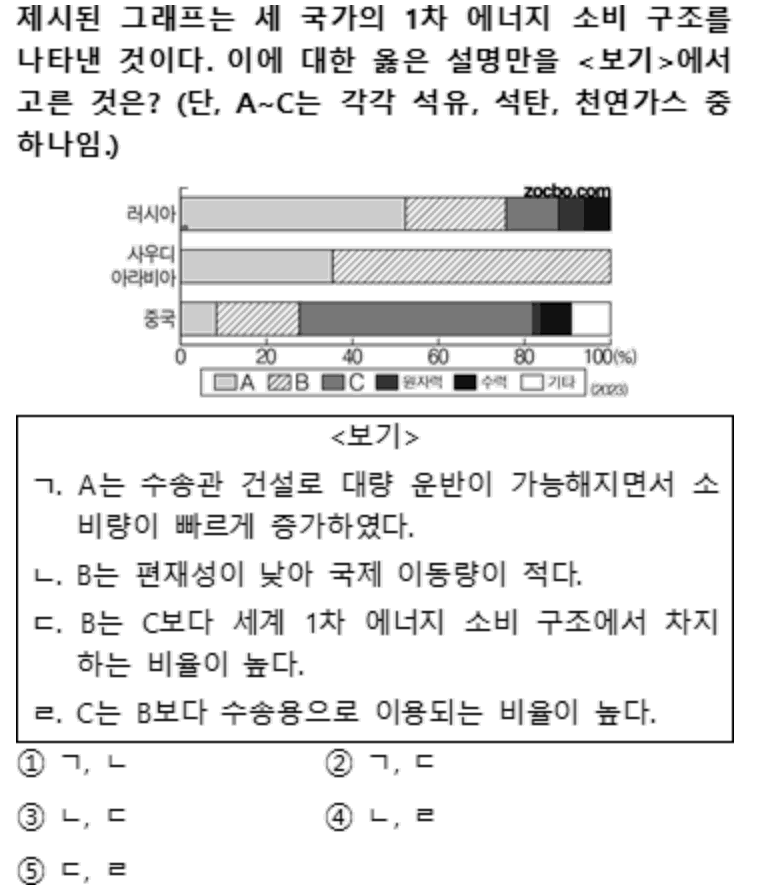 제시된 그래프는 세 국가의 1차 에너지 소비 구조를
나타낸 것이다. 이에 대한 옳은 설명만을 <보기>에서
고른 것은? (단, A~C는 각각 석유, 석탄, 천연가스 중
하나임.)
zocbo.com
러시아
사우디
아라비아
중국
0 20 40 60 80 100(%)
A B C 원자력 수력 기타 (2023)
<보기>
ㄱ. A는 수송관 건설로 대량 운반이 가능해지면서 소
비량이 빠르게 증가하였다.
ㄴ. B는 편재성이 낮아 국제 이동량이 적다.
ㄷ. B는 C보다 세계 1차 에너지 소비 구조에서 차지
하는 비율이 높다.
ㄹ. C는 B보다 수송용으로 이용되는 비율이 높다.
① ㄱ, ㄴ ② ㄱ, ㄷ
③ ㄴ, ㄷ ④ ㄴ, ㄹ
⑤ ㄷ, ㄹ